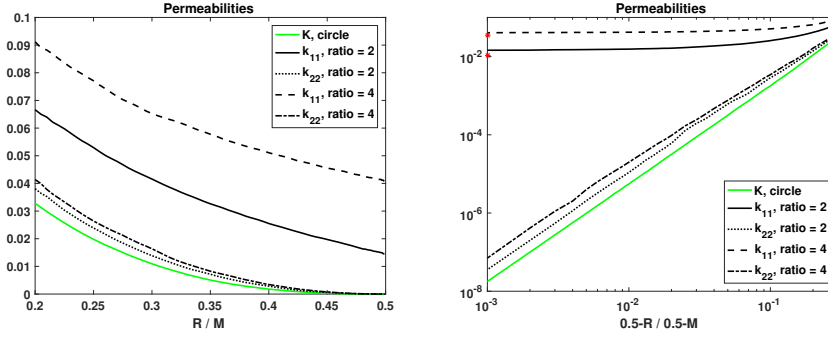 Permeabilities
0.1
0.09
0.08
0.07
0.06
0.05
0.04
0.03
0.02
0.01
0
0.2
0.25
0.3
0.35
0.4
0.45
0.5
R / M
K, circle
k11, ratio = 2
k22, ratio = 2
k11, ratio = 4
k22, ratio = 4
Permeabilities
10-2
10-4
10-6
10-8
10-3
10-2
10-1
0.5-R / 0.5-M
K, circle
k11, ratio = 2
k22, ratio = 2
k11, ratio = 4
k22, ratio = 4